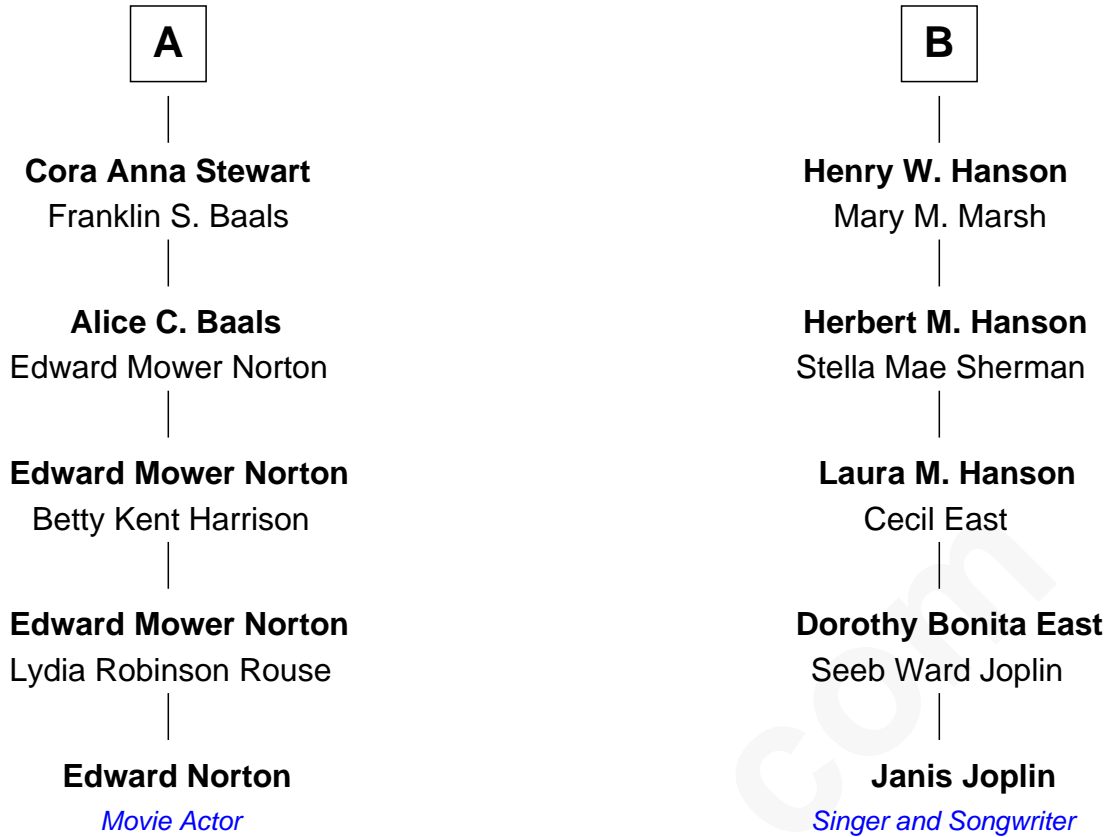 A
Cora Anna Stewart
Franklin S. Baals
Alice C. Baals
Edward Mower Norton
Edward Mower Norton
Betty Kent Harrison
Edward Mower Norton
Lydia Robinson Rouse
Edward Norton
Movie Actor
B
Henry W. Hanson
Mary M. Marsh
Herbert M. Hanson
Stella Mae Sherman
Laura M. Hanson
Cecil East
Dorothy Bonita East
Seeb Ward Joplin
Janis Joplin
Singer and Songwriter
com